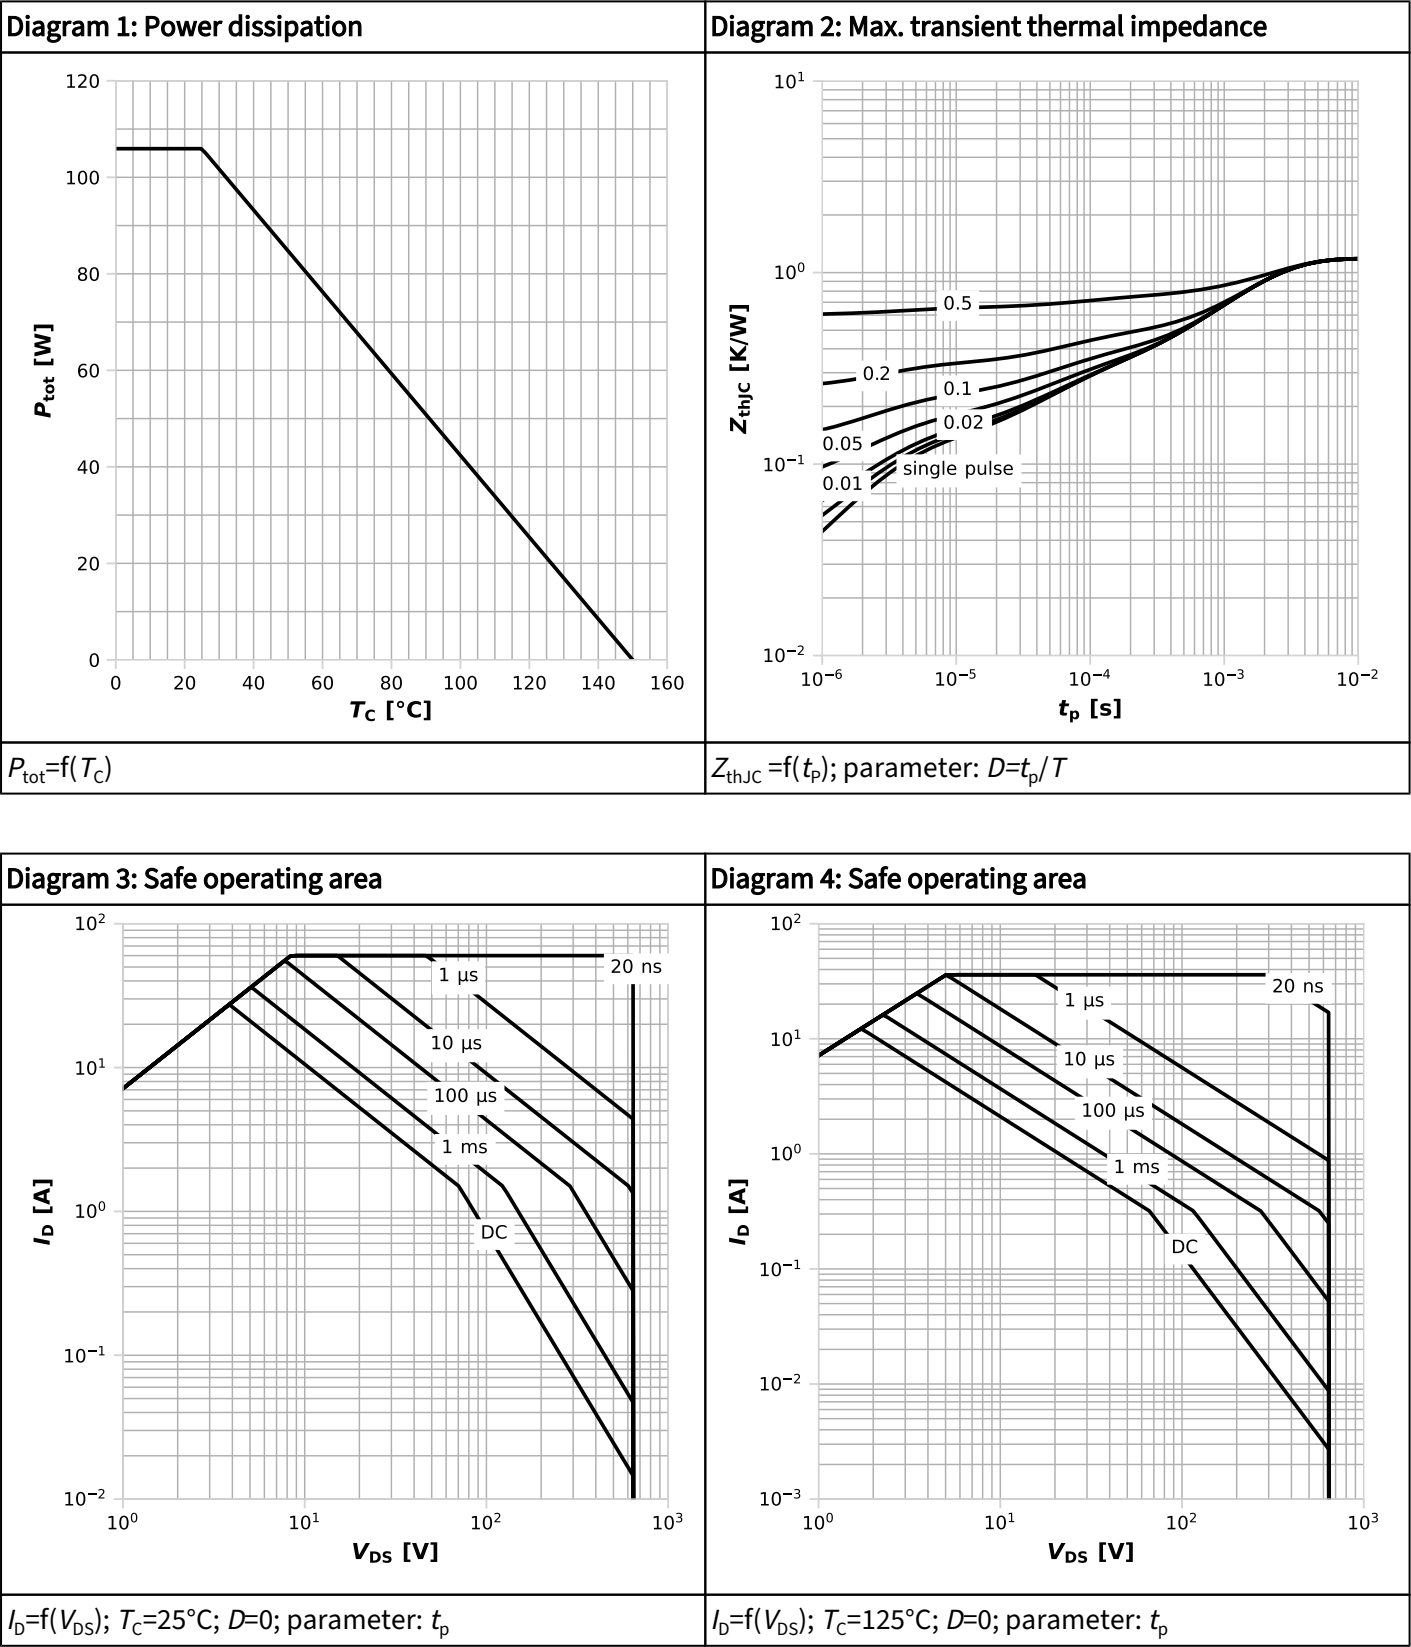 Diagram 1: Power dissipation
120
100
80
60
40
20
0
0 20 40 60 80 100 120 140 160
Ptot [W]
TC [°C]
Ptot=f(TC)
Diagram 2: Max. transient thermal impedance
10¹
10⁰
10⁻¹
10⁻²
10⁻⁶ 10⁻⁵ 10⁻⁴ 10⁻³ 10⁻²
0.5
0.2
0.1
0.02
0.05
single pulse
0.01
ZthJC [K/W]
tp [s]
ZthJC =f(tP); parameter: D=tp/T
Diagram 3: Safe operating area
10²
10¹
10⁰
10⁻¹
10⁻²
10⁰ 10¹ 10² 10³
20 ns
1 µs
10 µs
100 µs
1 ms
DC
ID [A]
VDS [V]
ID=f(VDS); TC=25°C; D=0; parameter: tp
Diagram 4: Safe operating area
10²
10¹
10⁰
10⁻¹
10⁻²
10⁻³
10⁰ 10¹ 10² 10³
20 ns
1 µs
10 µs
100 µs
1 ms
DC
ID [A]
VDS [V]
ID=f(VDS); TC=125°C; D=0; parameter: tp